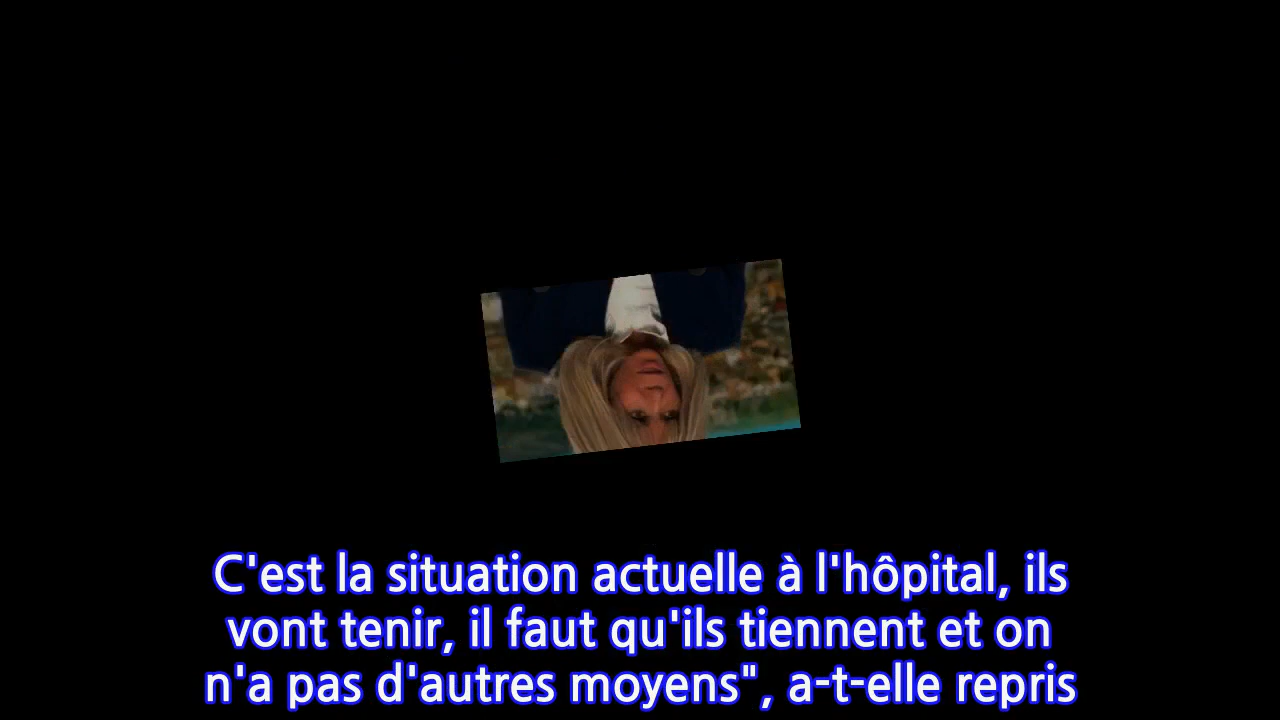 C'est la situation actuelle à l'hôpital, ils
vont tenir, il faut qu'ils tiennent et on
n'a pas d'autres moyens", a-t-elle repris